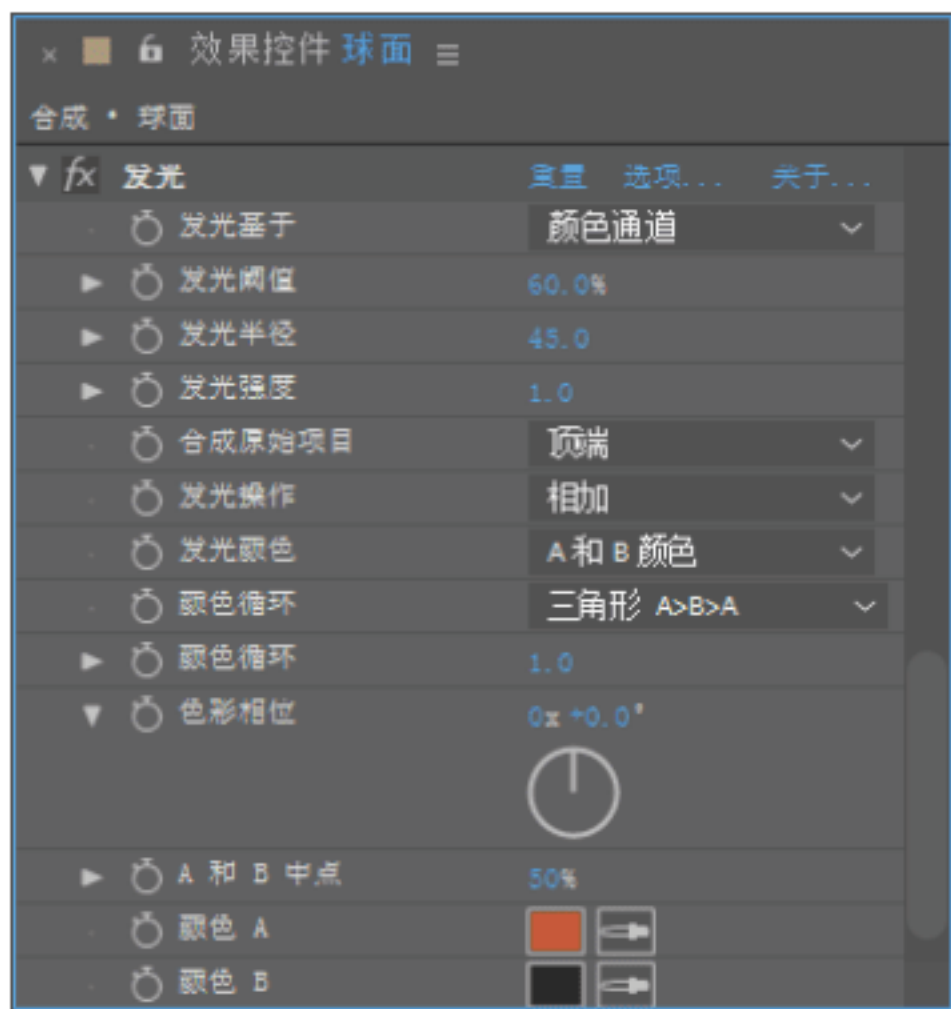 效果控件 球面
合成 • 球面
fx 发光 重置 选项... 关于...
发光基于 颜色通道
发光阈值 60.0%
发光半径 45.0
发光强度 1.0
合成原始项目 顶端
发光操作 相加
发光颜色 A 和 B 颜色
颜色循环 三角形 A>B>A
颜色循环 1.0
色彩相位 0x +0.0°
A 和 B 中点 50%
颜色 A
颜色 B